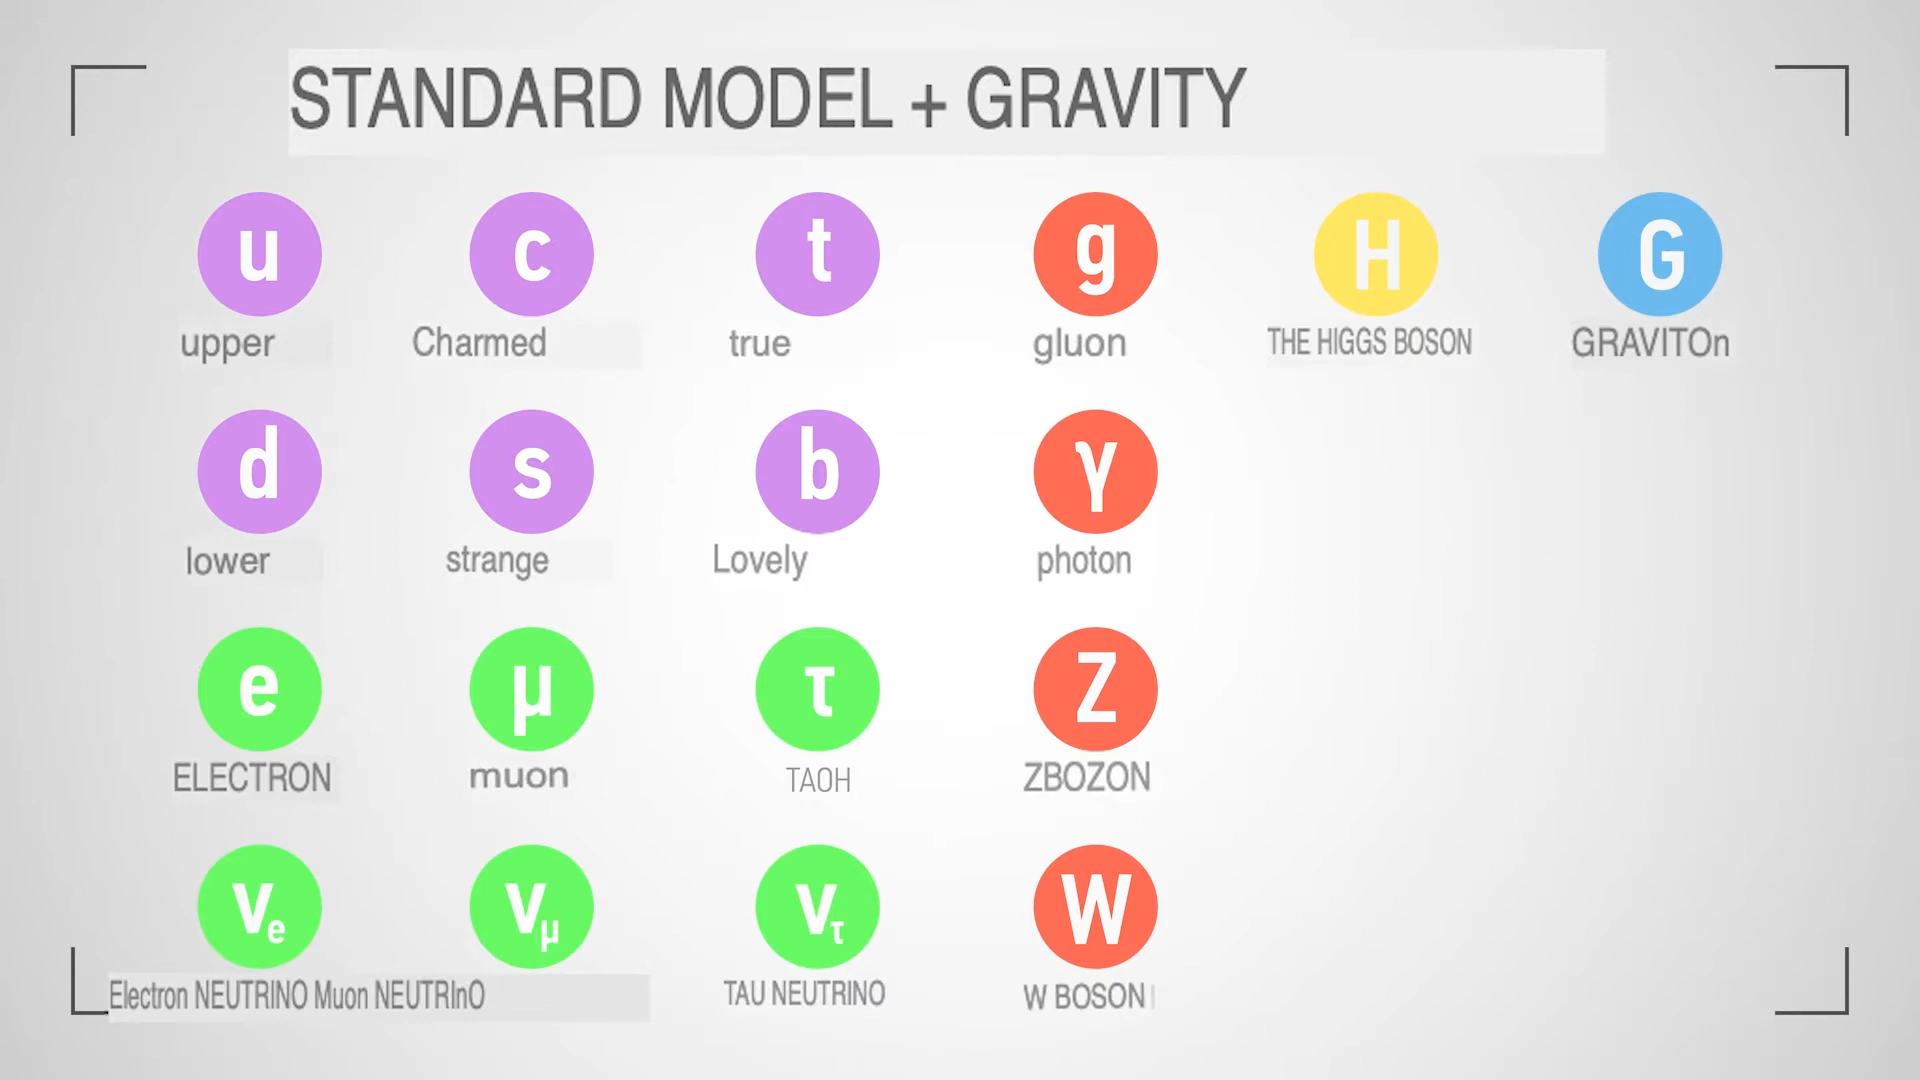 STANDARD MODEL + GRAVITY
u c t g H G
upper Charmed true gluon THE HIGGS BOSON GRAVITOn
d s b γ
lower strange Lovely photon
e μ τ Z
ELECTRON muon TAOH ZBOZON
νe νμ ντ W
Electron NEUTRINO Muon NEUTRInO TAU NEUTRINO W BOSON